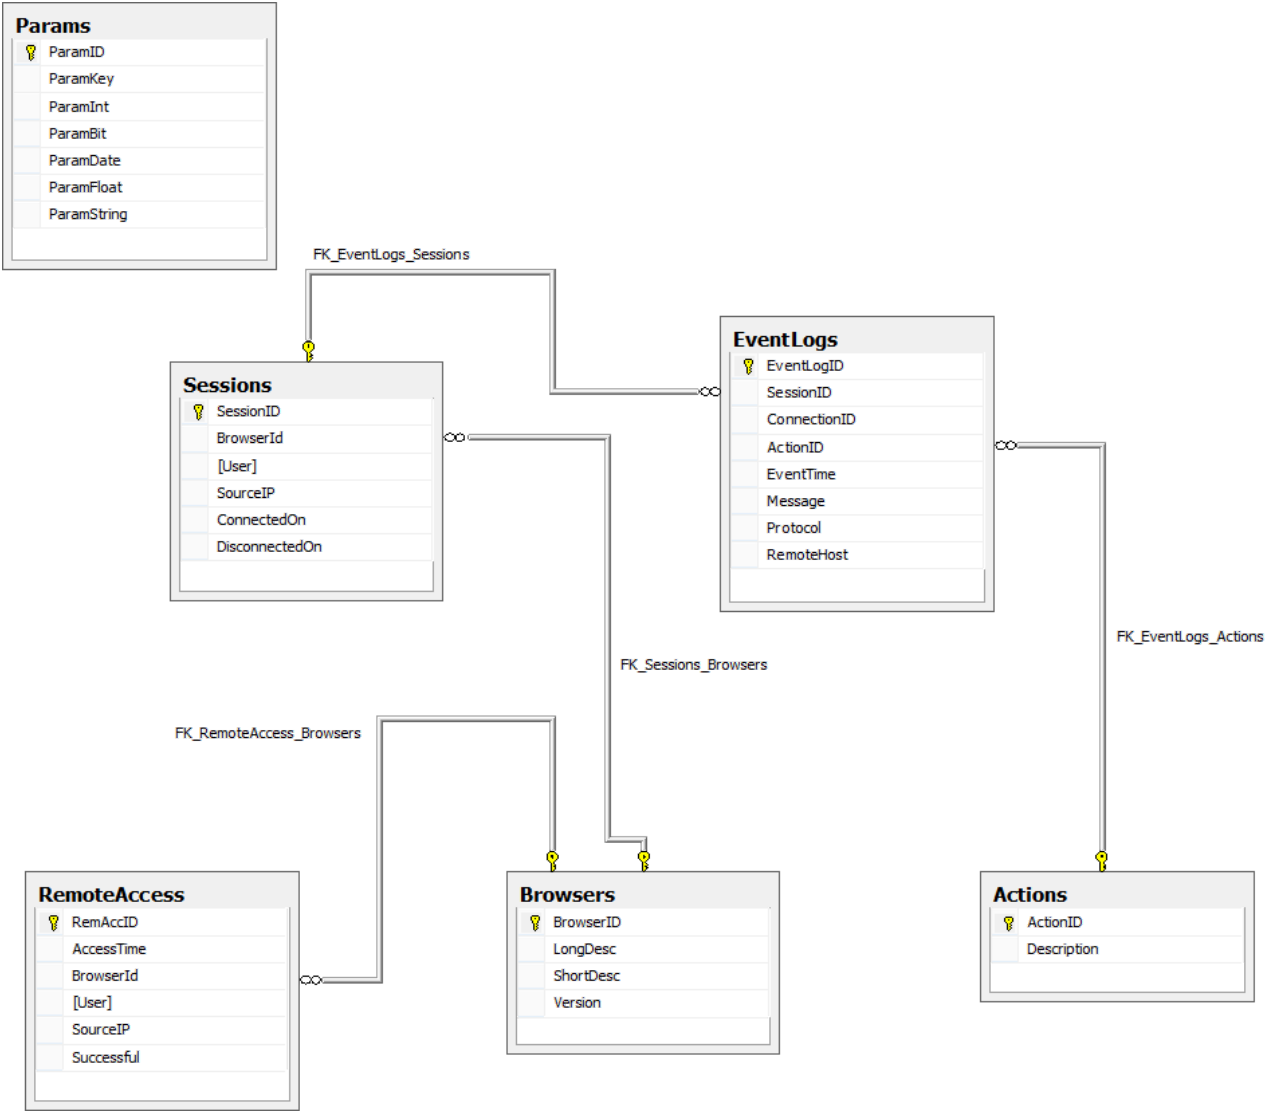 Params
ParamID
ParamKey
ParamInt
ParamBit
ParamDate
ParamFloat
ParamString
FK_EventLogs_Sessions
Sessions
SessionID
BrowserId
[User]
SourceIP
ConnectedOn
DisconnectedOn
EventLogs
EventLogID
SessionID
ConnectionID
ActionID
EventTime
Message
Protocol
RemoteHost
FK_EventLogs_Actions
FK_Sessions_Browsers
FK_RemoteAccess_Browsers
RemoteAccess
RemAccID
AccessTime
BrowserId
[User]
SourceIP
Successful
Browsers
BrowserID
LongDesc
ShortDesc
Version
Actions
ActionID
Description